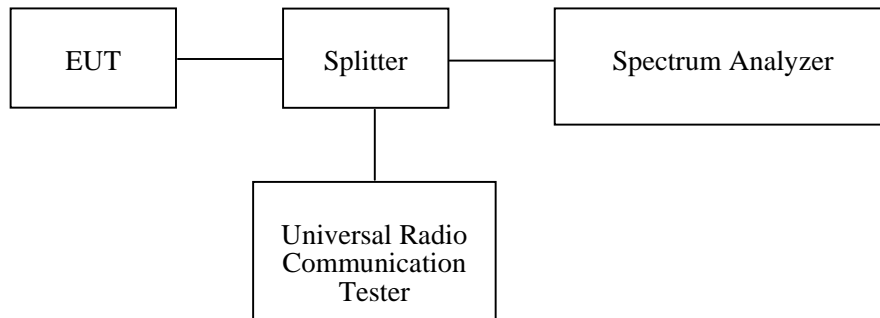 EUT
Splitter
Spectrum Analyzer
Universal Radio
Communication
Tester